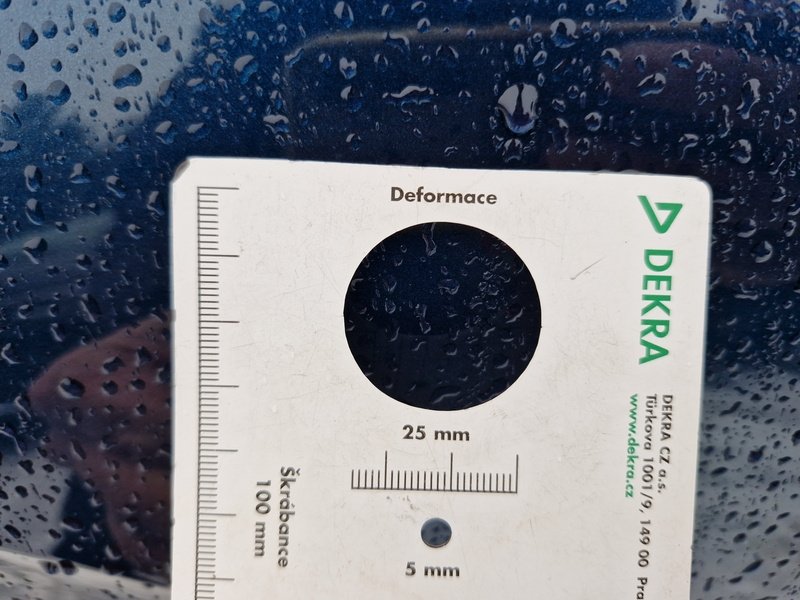 Deformace
25 mm
5 mm
Škrábance
100 mm
DEKRA
DEKRA CZ a.s.
Türkova 1001/9, 149 00
www.dekra.cz